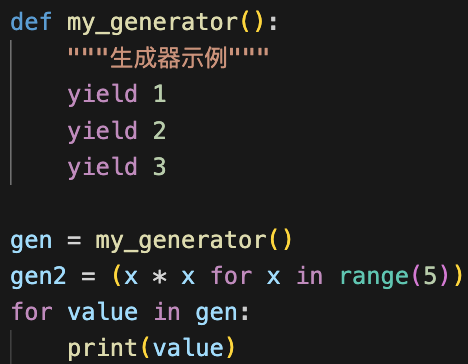 def my_generator():
    """生成器示例"""
    yield 1
    yield 2
    yield 3

gen = my_generator()
gen2 = (x * x for x in range(5))
for value in gen:
    print(value)